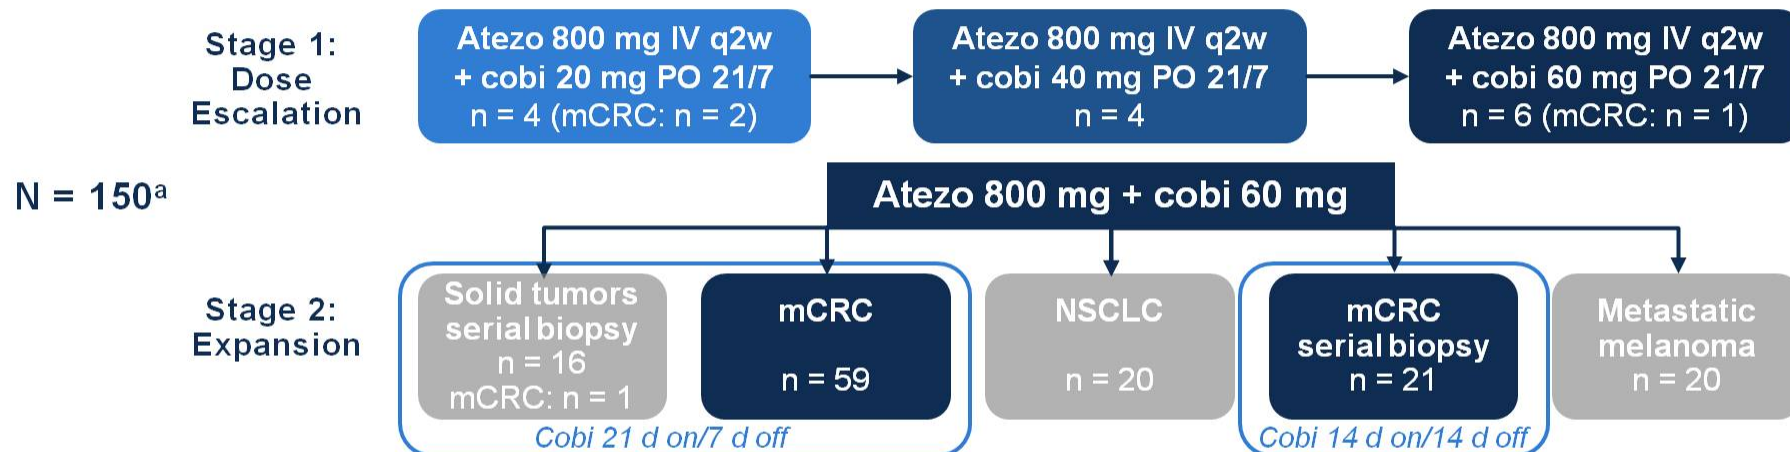 Stage 1:
Dose
Escalation
Atezo 800 mg IV q2w
+ cobi 20 mg PO 21/7
n = 4 (mCRC: n = 2)
Atezo 800 mg IV q2w
+ cobi 40 mg PO 21/7
n = 4
Atezo 800 mg IV q2w
+ cobi 60 mg PO 21/7
n = 6 (mCRC: n = 1)
N = 150ᵃ
Atezo 800 mg + cobi 60 mg
Stage 2:
Expansion
Solid tumors
serial biopsy
n = 16
mCRC: n = 1
mCRC
n = 59
NSCLC
n = 20
mCRC
serial biopsy
n = 21
Metastatic
melanoma
n = 20
Cobi 21 d on/7 d off
Cobi 14 d on/14 d off